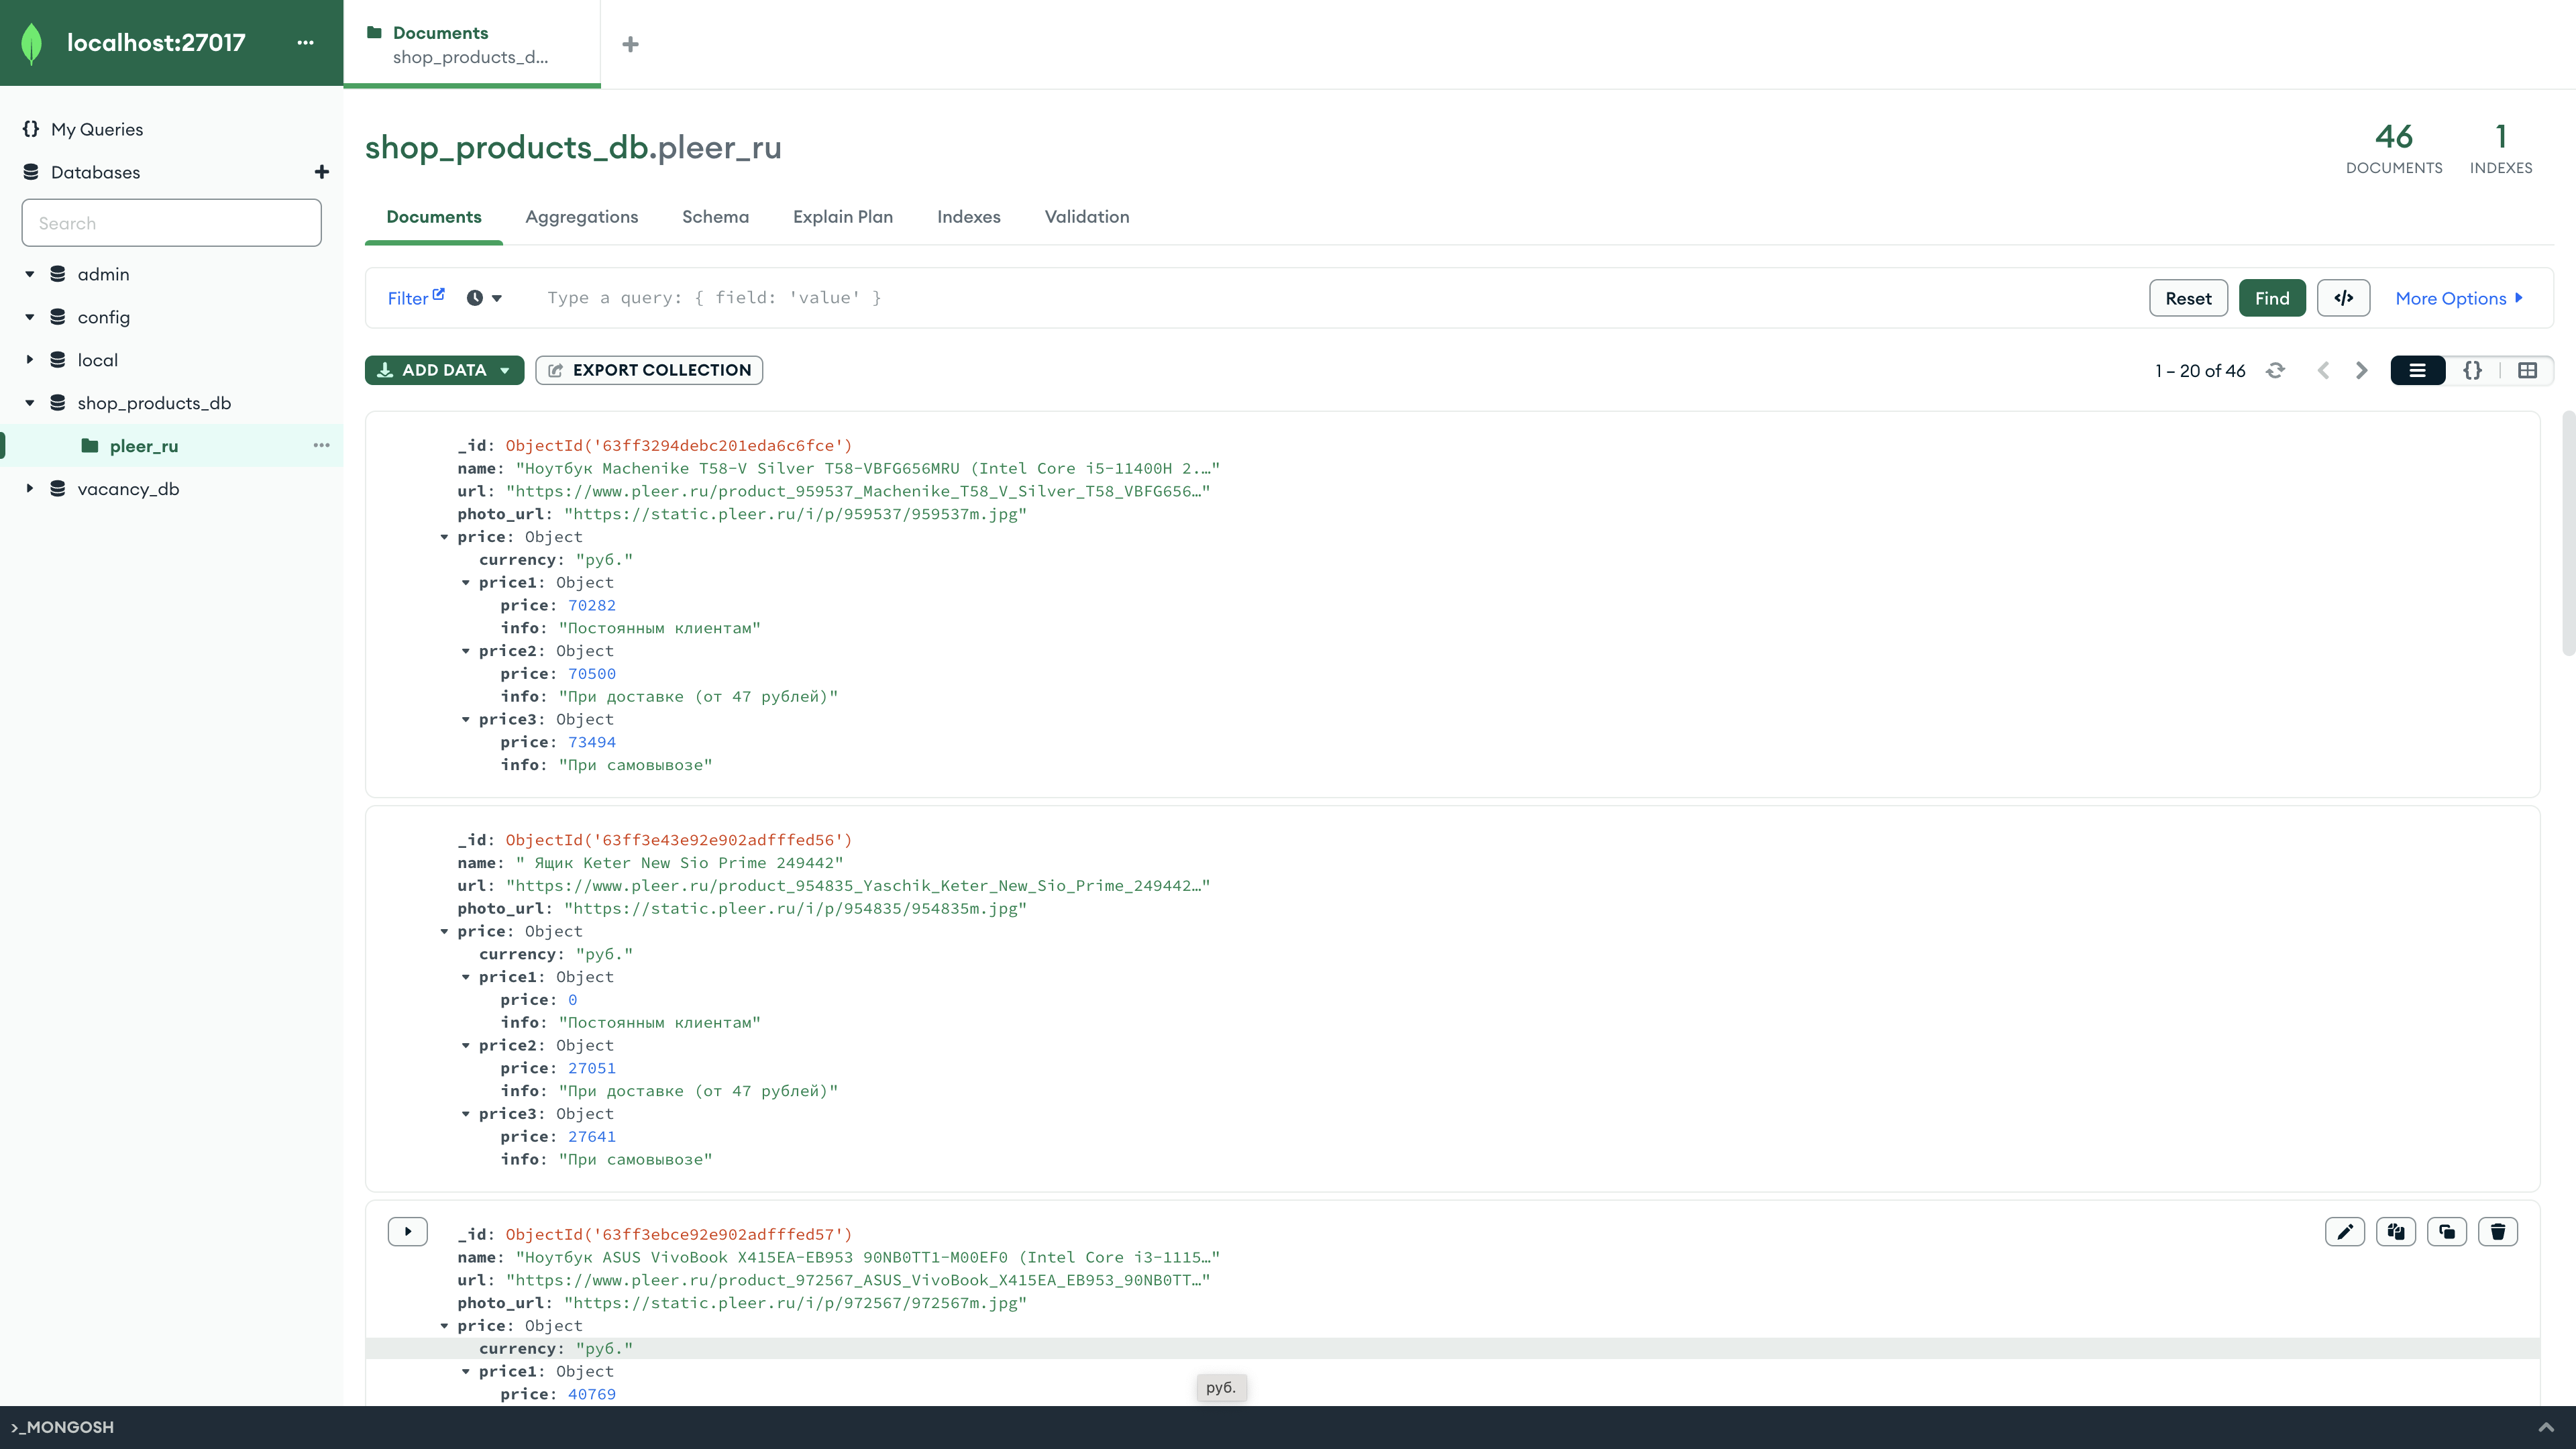 localhost:27017
Documents
shop_products_d...
My Queries
Databases
Search
admin
config
local
shop_products_db
pleer_ru
vacancy_db
shop_products_db.pleer_ru
46
DOCUMENTS
1
INDEXES
Documents Aggregations Schema Explain Plan Indexes Validation
Filter Type a query: { field: 'value' } Reset Find </> More Options
ADD DATA EXPORT COLLECTION 1 – 20 of 46 {}
_id: ObjectId('63ff3294debc201eda6c6fce')
name: "Ноутбук Machenike T58-V Silver T58-VBFG656MRU (Intel Core i5-11400H 2.…"
url: "https://www.pleer.ru/product_959537_Machenike_T58_V_Silver_T58_VBFG656…"
photo_url: "https://static.pleer.ru/i/p/959537/959537m.jpg"
price: Object
currency: "руб."
price1: Object
price: 70282
info: "Постоянным клиентам"
price2: Object
price: 70500
info: "При доставке (от 47 рублей)"
price3: Object
price: 73494
info: "При самовывозе"
_id: ObjectId('63ff3e43e92e902adfffed56')
name: " Ящик Keter New Sio Prime 249442"
url: "https://www.pleer.ru/product_954835_Yaschik_Keter_New_Sio_Prime_249442…"
photo_url: "https://static.pleer.ru/i/p/954835/954835m.jpg"
price: Object
currency: "руб."
price1: Object
price: 0
info: "Постоянным клиентам"
price2: Object
price: 27051
info: "При доставке (от 47 рублей)"
price3: Object
price: 27641
info: "При самовывозе"
_id: ObjectId('63ff3ebce92e902adfffed57')
name: "Ноутбук ASUS VivoBook X415EA-EB953 90NB0TT1-M00EF0 (Intel Core i3-1115…"
url: "https://www.pleer.ru/product_972567_ASUS_VivoBook_X415EA_EB953_90NB0TT…"
photo_url: "https://static.pleer.ru/i/p/972567/972567m.jpg"
price: Object
currency: "руб."
price1: Object
price: 40769
руб.
>_MONGOSH